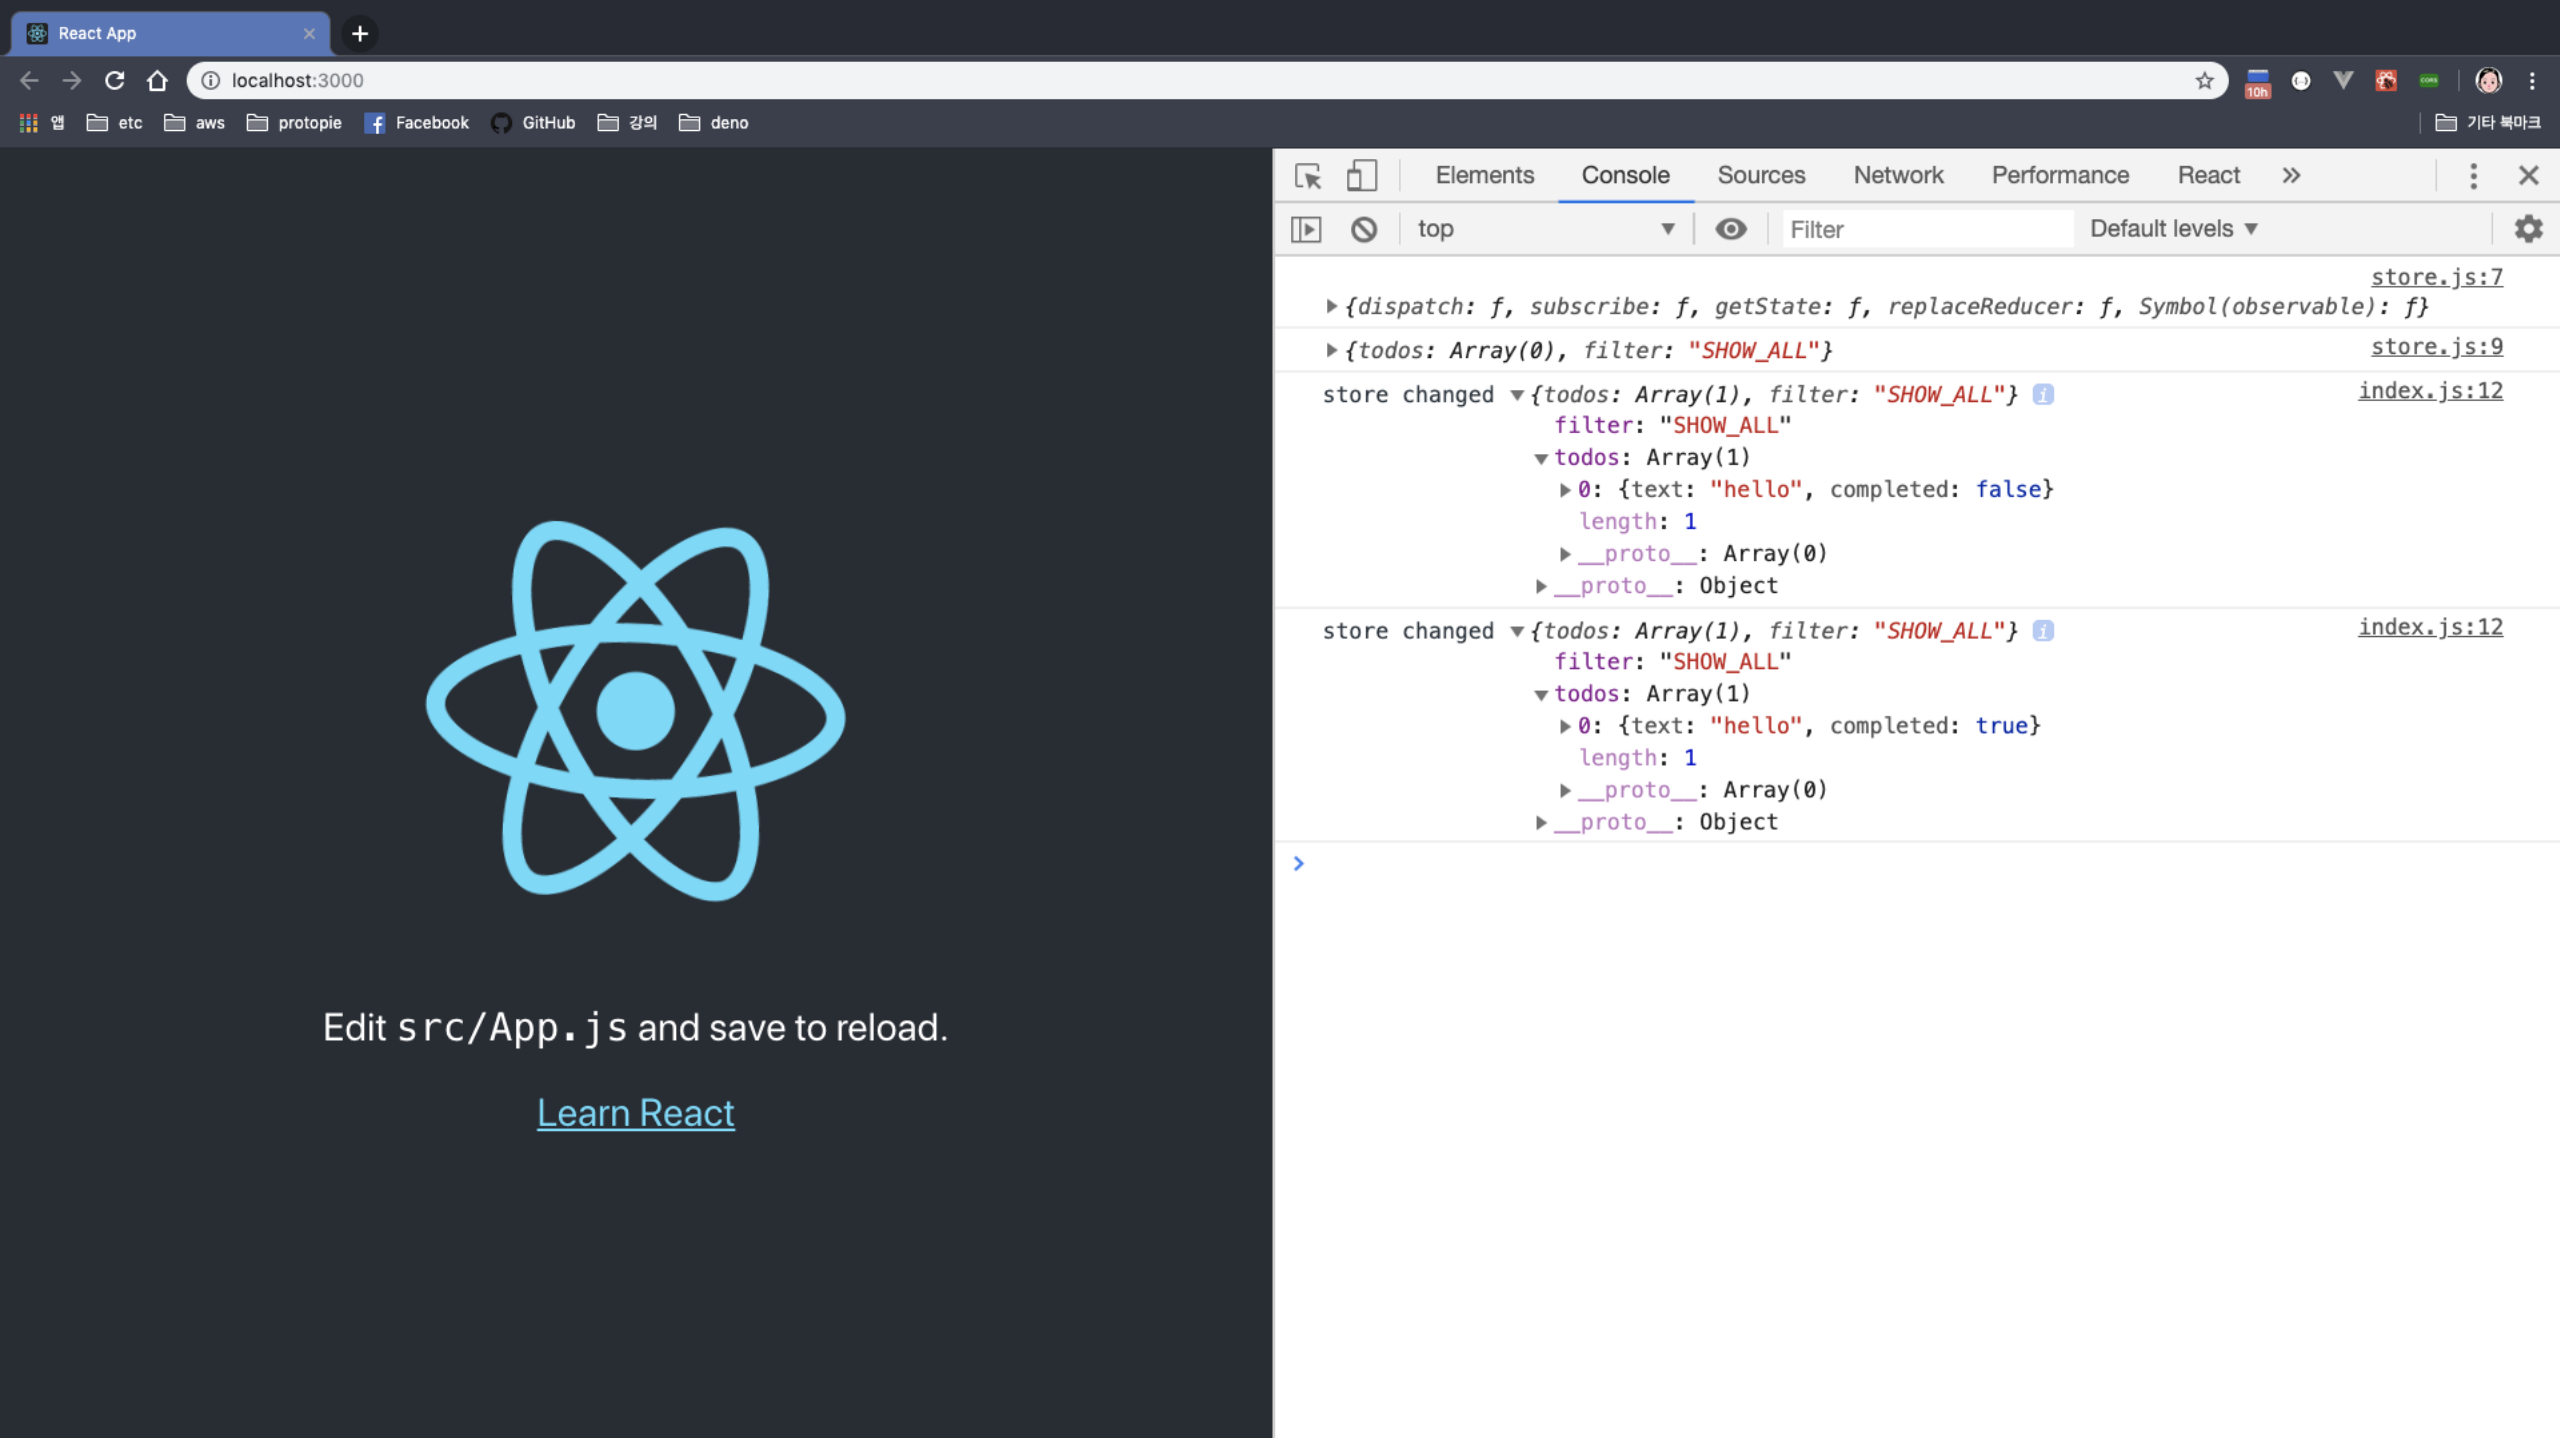 React App
localhost:3000
10h
앱 etc aws protopie Facebook GitHub 강의 deno 기타 북마크
Elements Console Sources Network Performance React
top Filter Default levels
store.js:7
{dispatch: ƒ, subscribe: ƒ, getState: ƒ, replaceReducer: ƒ, Symbol(observable): ƒ}
{todos: Array(0), filter: "SHOW_ALL"} store.js:9
store changed {todos: Array(1), filter: "SHOW_ALL"} i index.js:12
filter: "SHOW_ALL"
todos: Array(1)
0: {text: "hello", completed: false}
length: 1
__proto__: Array(0)
__proto__: Object
store changed {todos: Array(1), filter: "SHOW_ALL"} i index.js:12
filter: "SHOW_ALL"
todos: Array(1)
0: {text: "hello", completed: true}
length: 1
__proto__: Array(0)
__proto__: Object
Edit src/App.js and save to reload.
Learn React